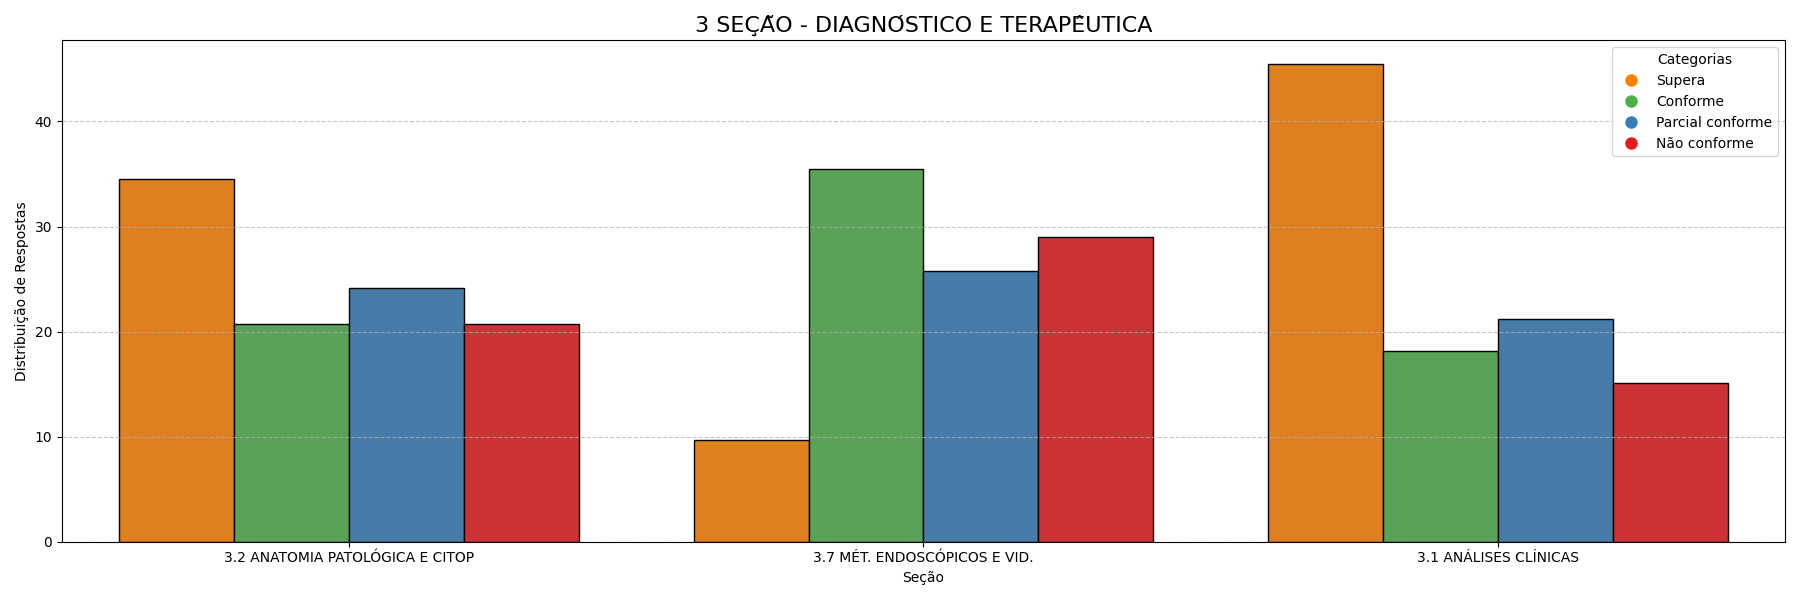 3 SEÇÃO - DIAGNÓSTICO E TERAPÊUTICA
Categorias
Supera
Conforme
Parcial conforme
Não conforme
Distribuição de Respostas
40
30
20
10
0
3.2 ANATOMIA PATOLÓGICA E CITOP
3.7 MÉT. ENDOSCÓPICOS E VID.
3.1 ANÁLISES CLÍNICAS
Seção